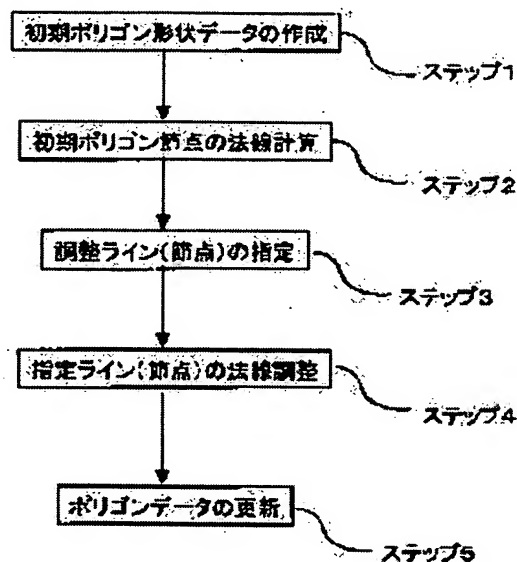 初期ポリゴン形状データの作成
ステップ1
初期ポリゴン節点の法線計算
ステップ2
調整ライン(節点)の指定
ステップ3
指定ライン(節点)の法線調整
ステップ4
ポリゴンデータの更新
ステップ5